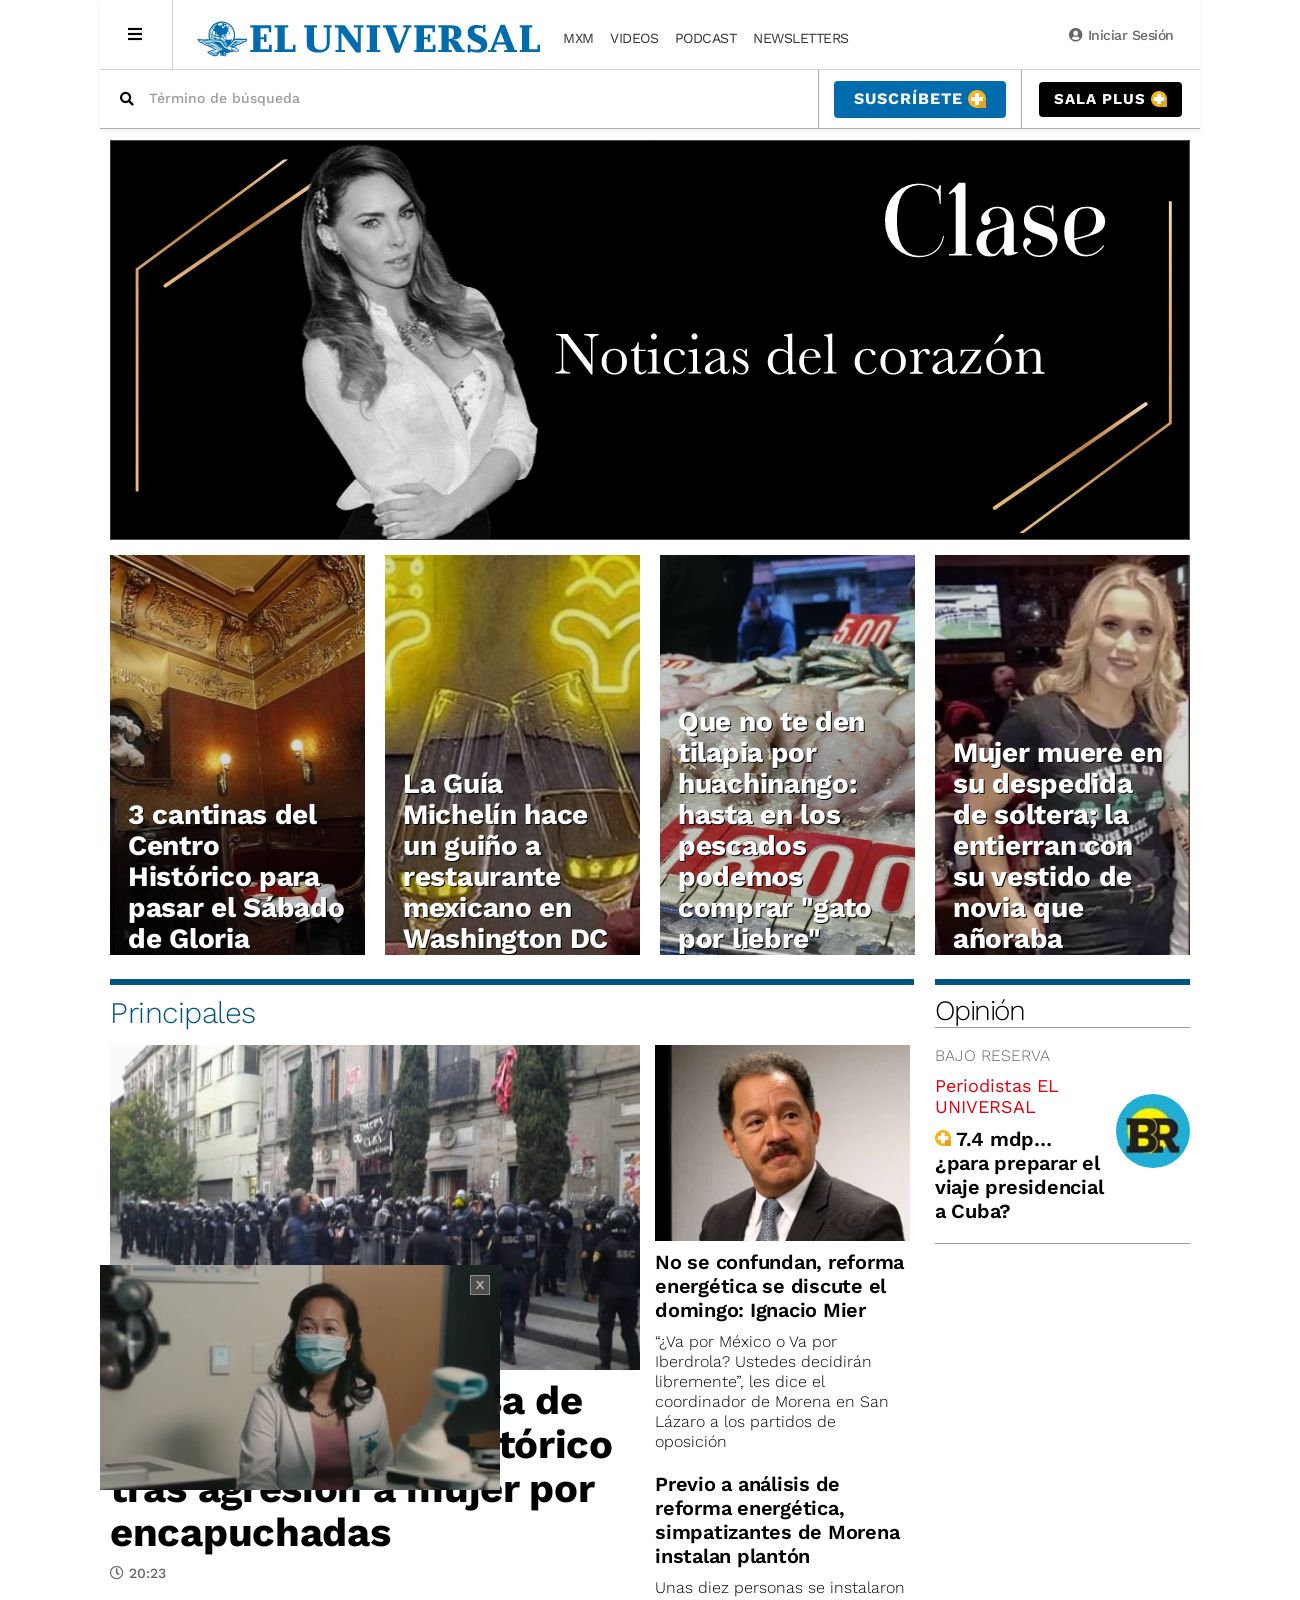 EL UNIVERSAL
MXM VIDEOS PODCAST NEWSLETTERS
Iniciar Sesión
Término de búsqueda
SUSCRÍBETE
SALA PLUS
Clase
Noticias del corazón
3 cantinas del
Centro
Histórico para
pasar el Sábado
de Gloria
La Guía
Michelín hace
un guiño a
restaurante
mexicano en
Washington DC
5.00
Que no te den
tilapia por
huachinango:
hasta en los
pescados
podemos
comprar "gato
por liebre"
Mujer muere en
su despedida
de soltera; la
entierran con
su vestido de
novia que
añoraba
Principales
SSC
SSC
X
sa de
tórico
tras agresión a mujer por
encapuchadas
20:23
No se confundan, reforma
energética se discute el
domingo: Ignacio Mier
“¿Va por México o Va por
Iberdrola? Ustedes decidirán
libremente”, les dice el
coordinador de Morena en San
Lázaro a los partidos de
oposición
Previo a análisis de
reforma energética,
simpatizantes de Morena
instalan plantón
Unas diez personas se instalaron
Opinión
BAJO RESERVA
Periodistas EL
UNIVERSAL
7.4 mdp…
¿para preparar el
viaje presidencial
a Cuba?
BR